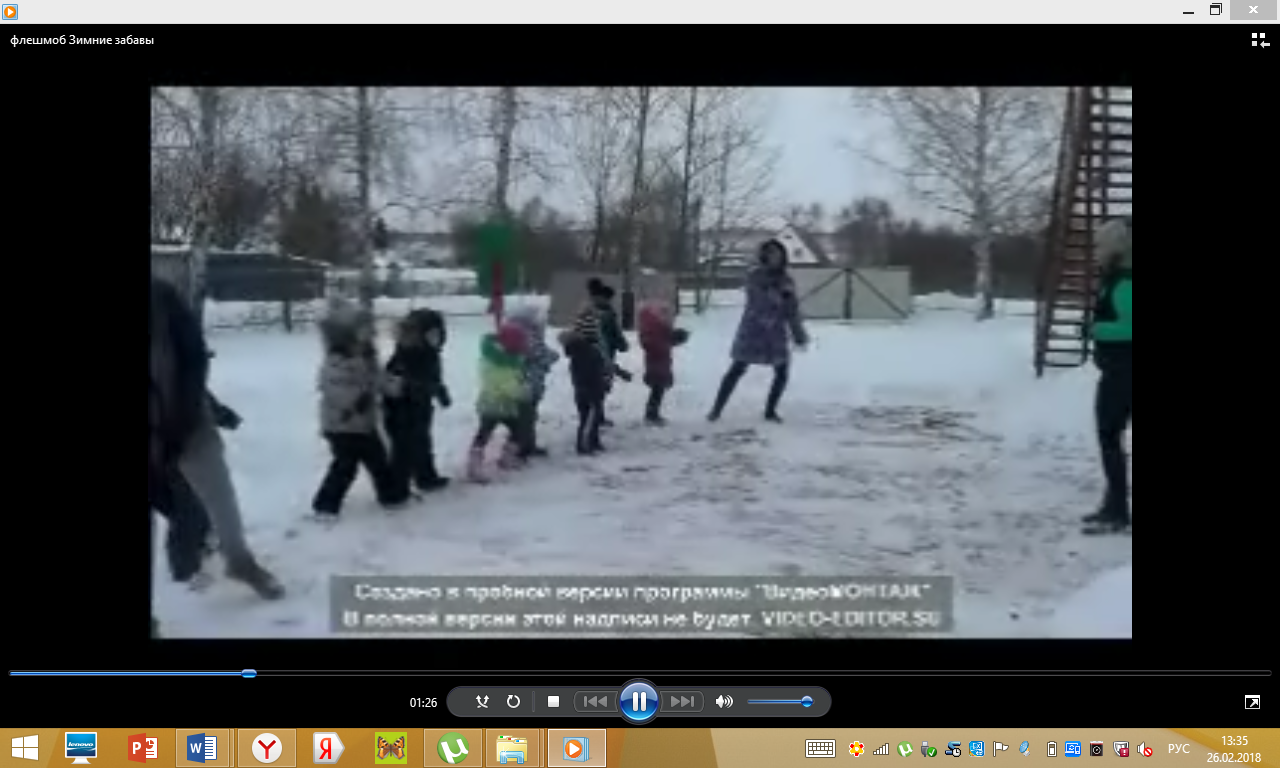 флешмоб Зимние забавы
Создано в пробной версии программы "ВидеоМОНТАЖ"
В полной версии этой надписи не будет. VIDEO-EDITOR.SU
01:26
lenovo
P
W
Y
Я
µ
РУС
13:35
26.02.2018